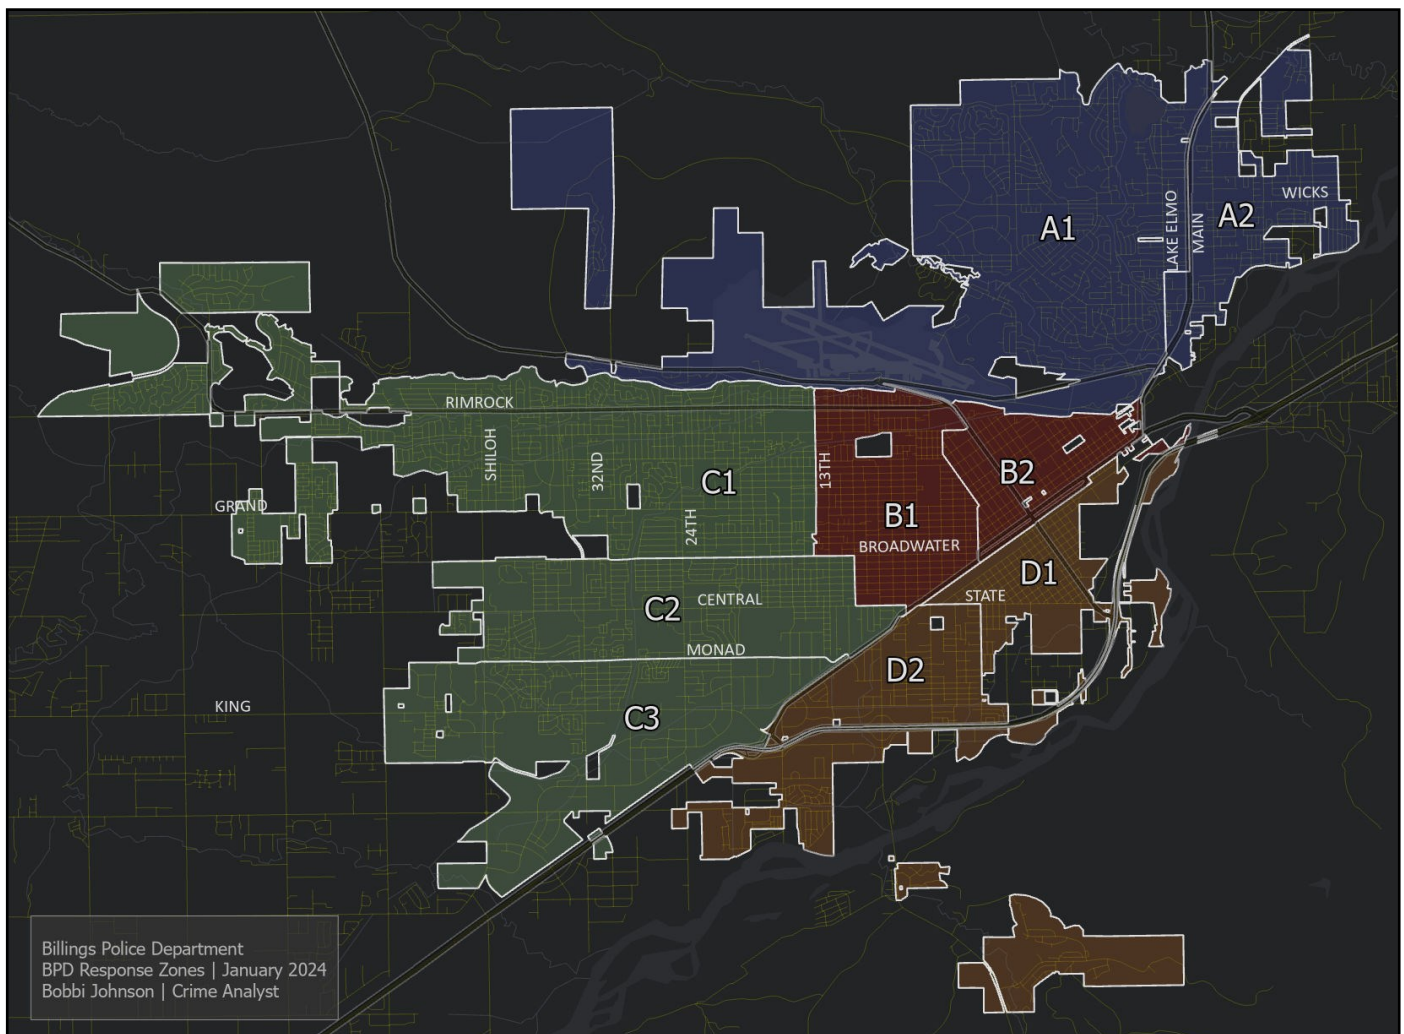 A1
LAKE ELMO
MAIN
A2
WICKS
RIMROCK
SHILOH
32ND
C1
24TH
13TH
B1
B2
BROADWATER
GRAND
D1
STATE
C2
CENTRAL
MONAD
D2
KING
C3
Billings Police Department
BPD Response Zones | January 2024
Bobbi Johnson | Crime Analyst